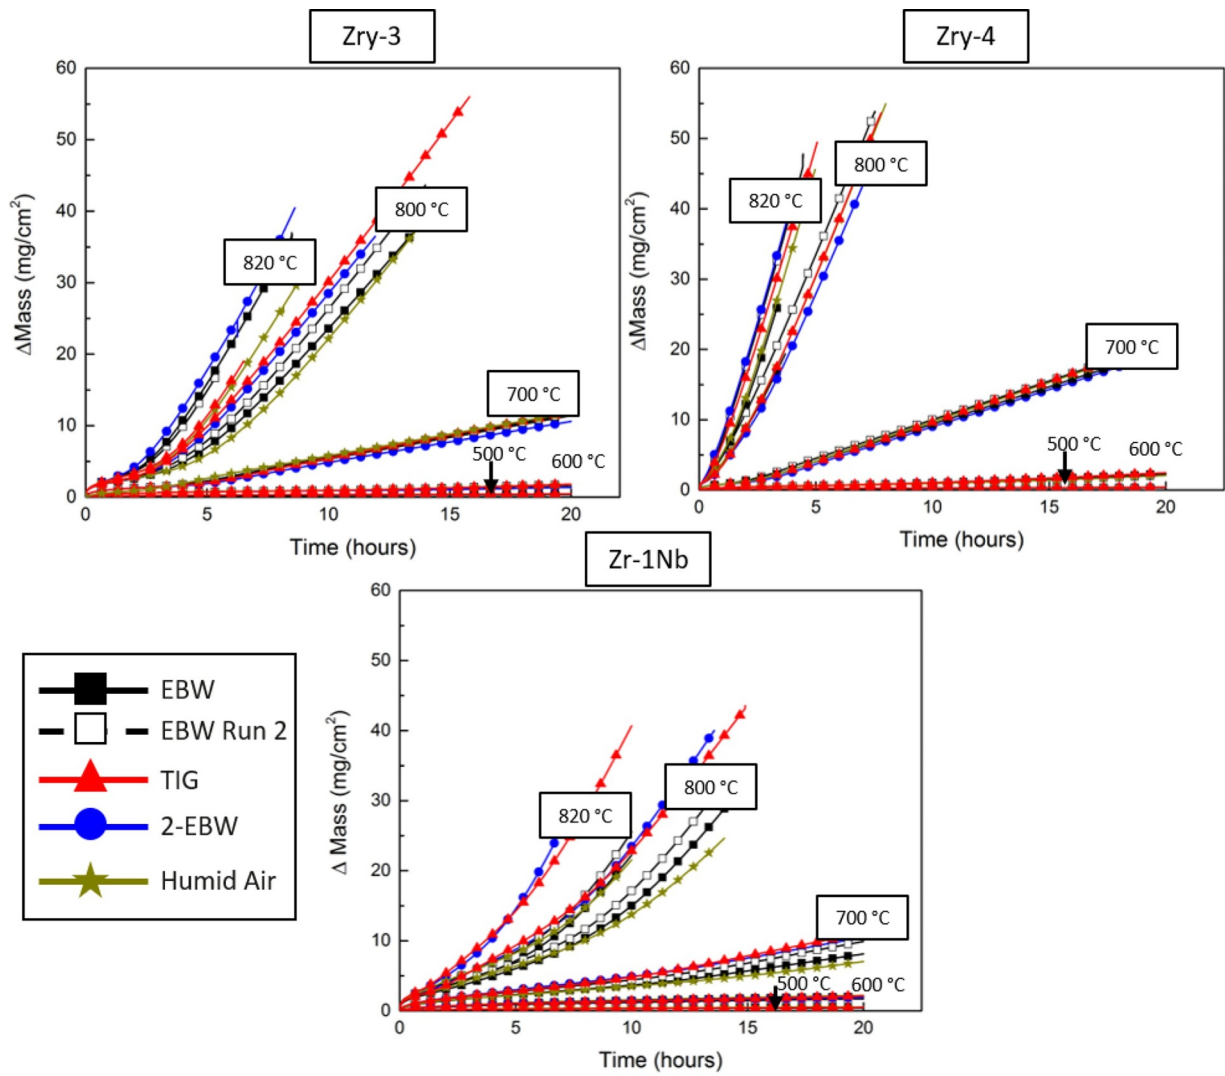 Zry-3
60
50
40
30
20
10
0
ΔMass (mg/cm²)
820 °C
800 °C
700 °C
500 °C
600 °C
0 5 10 15 20
Time (hours)
Zry-4
60
50
40
30
20
10
0
ΔMass (mg/cm²)
820 °C
800 °C
700 °C
500 °C
600 °C
0 5 10 15 20
Time (hours)
Zr-1Nb
60
50
40
30
20
10
0
Δ Mass (mg/cm²)
820 °C
800 °C
700 °C
500 °C 600 °C
0 5 10 15 20
Time (hours)
EBW
EBW Run 2
TIG
2-EBW
Humid Air